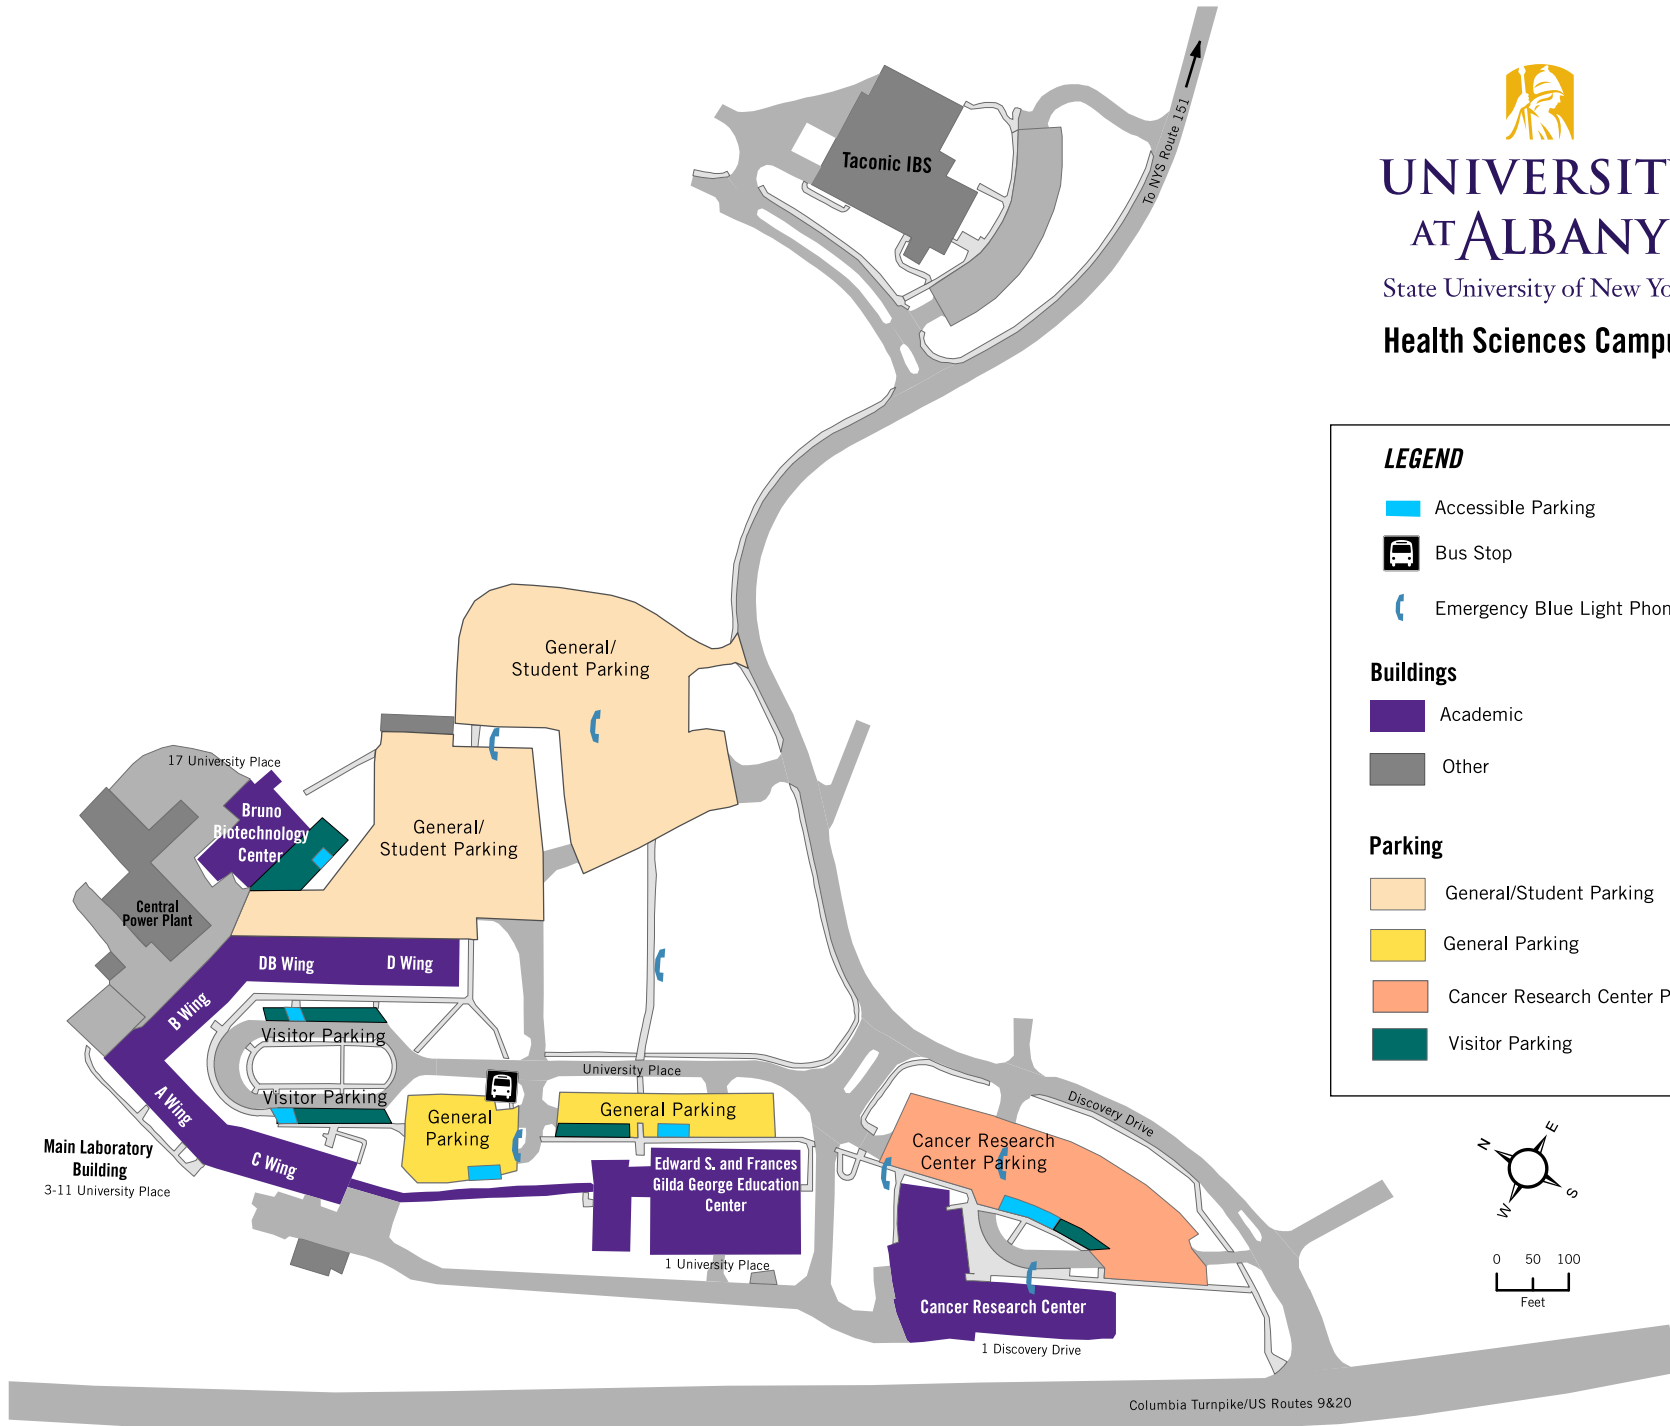 To NYS Route 151
Taconic IBS
UNIVERSIT
AT ALBANY
State University of New Yo
Health Sciences Camp
LEGEND
Accessible Parking
Bus Stop
Emergency Blue Light Phon
Buildings
Academic
Other
Parking
General/Student Parking
General Parking
Cancer Research Center P
Visitor Parking
General/
Student Parking
17 University Place
Bruno
Biotechnology
Center
General/
Student Parking
Central
Power Plant
DB Wing
D Wing
B Wing
Visitor Parking
University Place
Visitor Parking
A Wing
General
Parking
General Parking
Discovery Drive
Cancer Research
Center Parking
Main Laboratory
Building
3-11 University Place
C Wing
Edward S. and Frances
Gilda George Education
Center
1 University Place
Cancer Research Center
1 Discovery Drive
N
E
S
W
0 50 100
Feet
Columbia Turnpike/US Routes 9&20